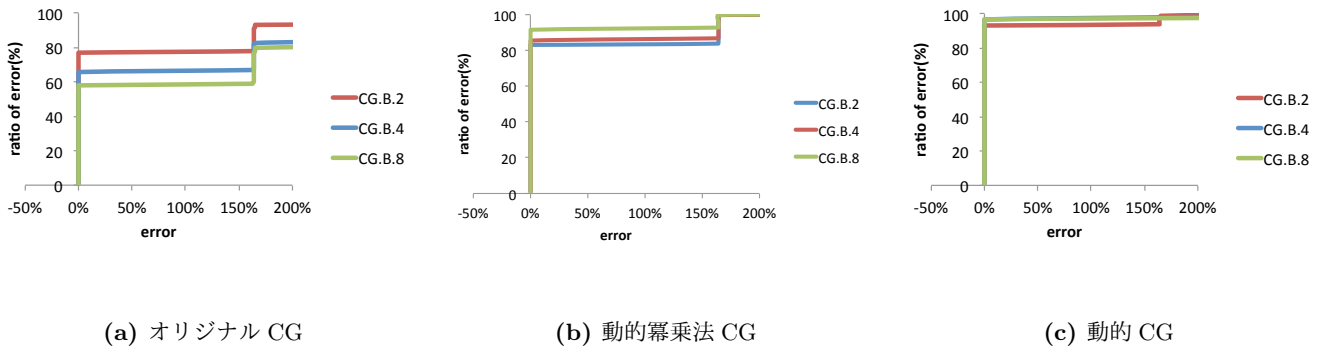 100
80
60
40
20
0
ratio of error(%)
-50% 0% 50% 100% 150% 200%
error
CG.B.2
CG.B.4
CG.B.8
(a) オリジナル CG
100
80
60
40
20
0
ratio of error(%)
-50% 0% 50% 100% 150% 200%
error
CG.B.2
CG.B.4
CG.B.8
(b) 動的冪乗法 CG
100
80
60
40
20
0
ratio of error(%)
-50% 0% 50% 100% 150% 200%
error
CG.B.2
CG.B.4
CG.B.8
(c) 動的 CG